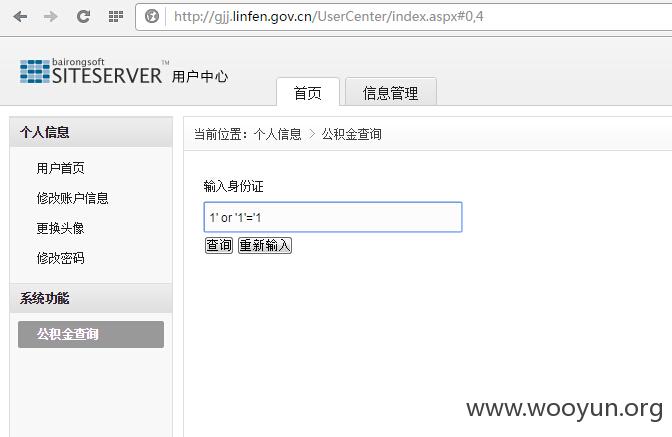 http://gjj.linfen.gov.cn/UserCenter/index.aspx#0,4
bairongsoft
SITESERVER™ 用户中心
首页 信息管理
个人信息
用户首页
修改账户信息
更换头像
修改密码
系统功能
公积金查询
当前位置：个人信息 > 公积金查询
输入身份证
1' or '1'='1
查询 重新输入
www.wooyun.org